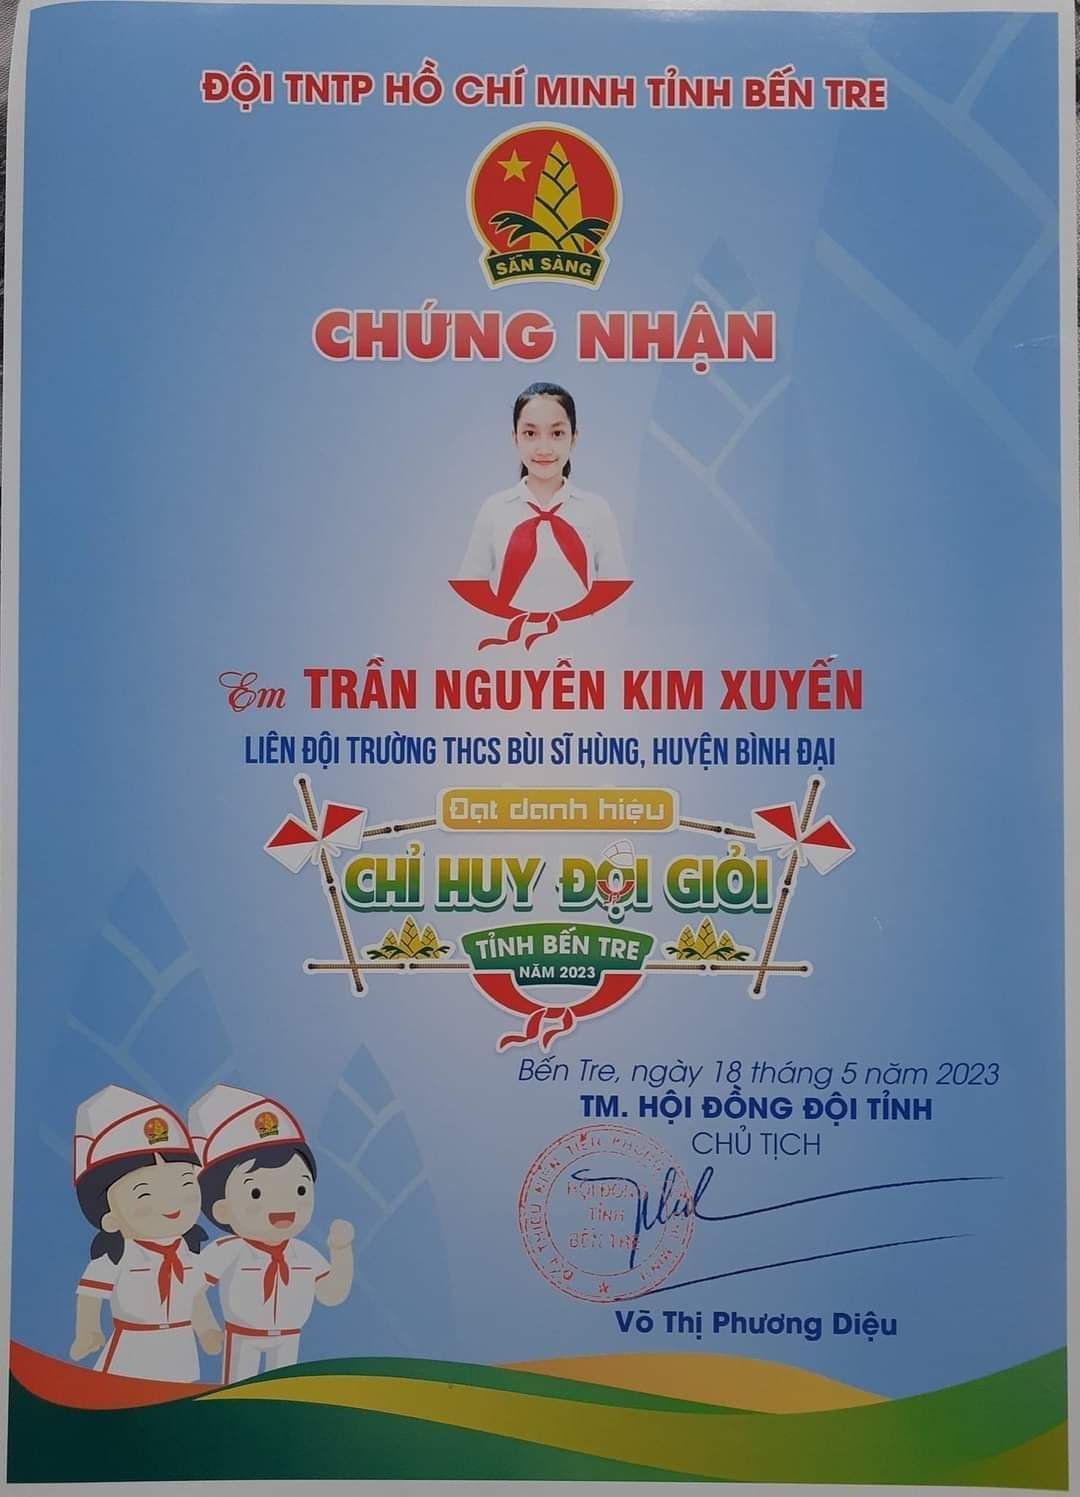 ĐỘI TNTP HỒ CHÍ MINH TỈNH BẾN TRE
SẴN SÀNG
CHỨNG NHẬN
Em TRẦN NGUYỄN KIM XUYẾN
LIÊN ĐỘI TRƯỜNG THCS BÙI SĨ HÙNG, HUYỆN BÌNH ĐẠI
Đạt danh hiệu
CHỈ HUY ĐỘI GIỎI
TỈNH BẾN TRE
NĂM 2023
Bến Tre, ngày 18 tháng 5 năm 2023
TM. HỘI ĐỒNG ĐỘI TỈNH
CHỦ TỊCH
HỘI ĐỒNG
TỈNH
BẾN TRE
Võ Thị Phương Diệu